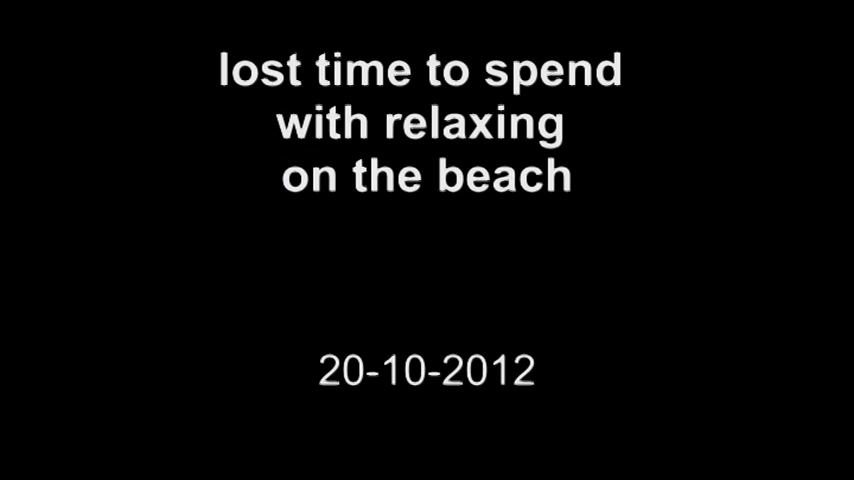 lost time to spend
with relaxing
on the beach
20-10-2012